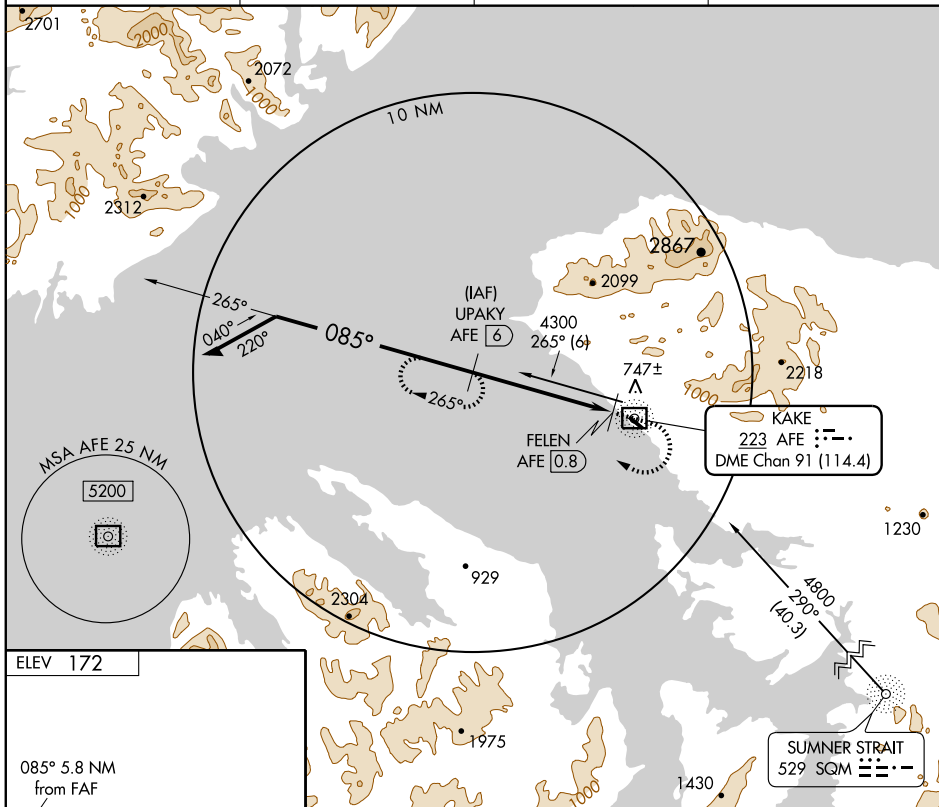 2701
2000
2072
1000
10 NM
2312
1000
2867
2099
(IAF)
UPAKY
AFE 6
4300
265° (6)
265°
040°
220°
085°
747±
2218
1000
265°
KAKE
223 AFE
DME Chan 91 (114.4)
FELEN
AFE 0.8
MSA AFE 25 NM
5200
1230
929
4800
290°
(40.3)
2304
ELEV 172
1975
SUMNER STRAIT
529 SQM
085° 5.8 NM
from FAF
1430
1000